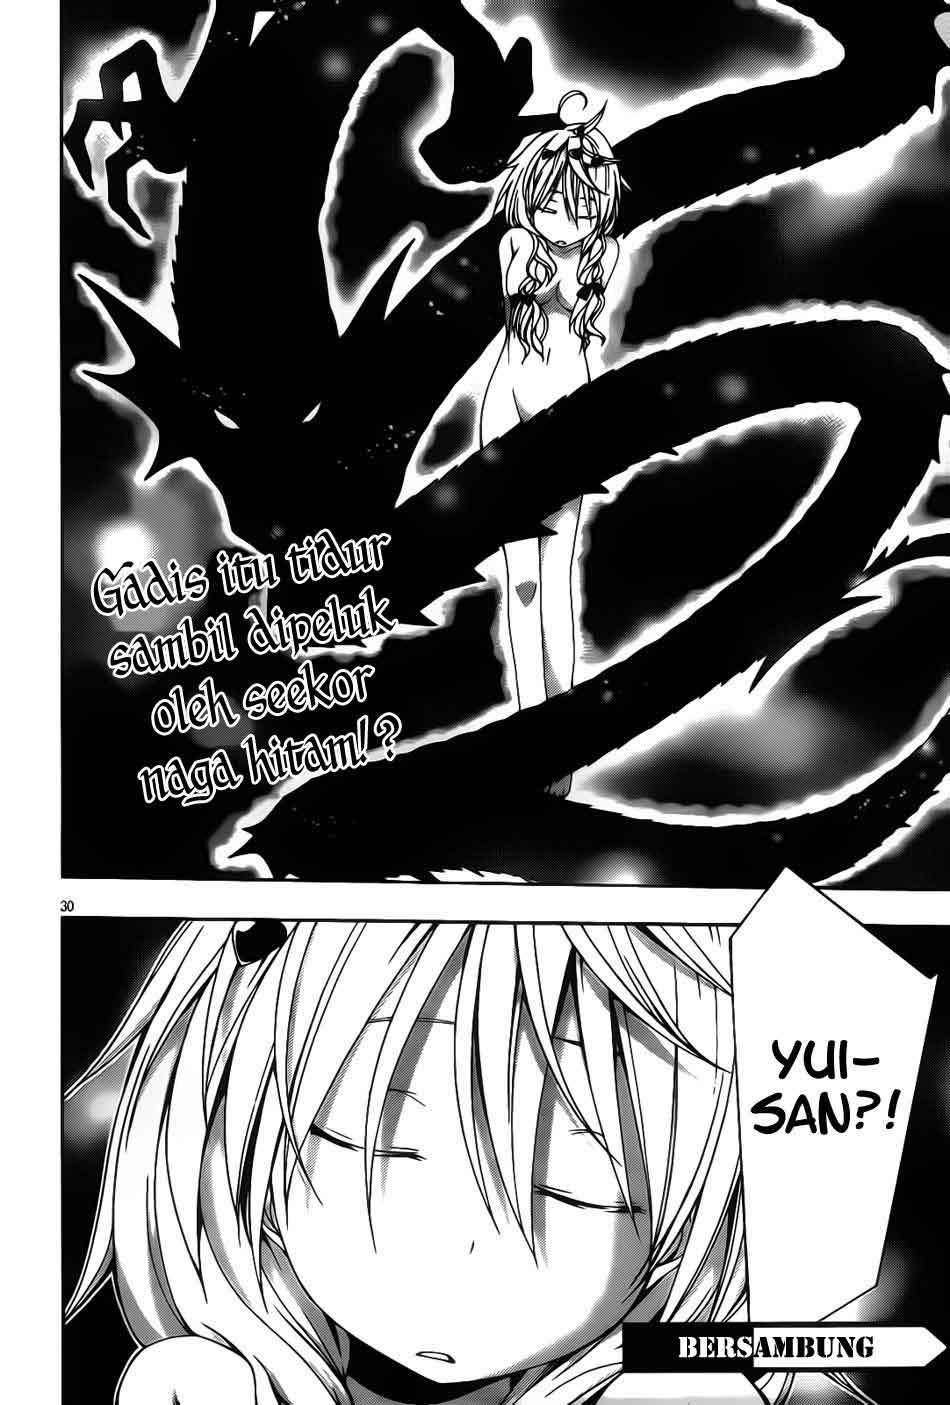 Gadis itu tidur
sambil dipeluk
oleh seekor
naga hitam!?
30
YUI-
SAN?!
BERSAMBUNG